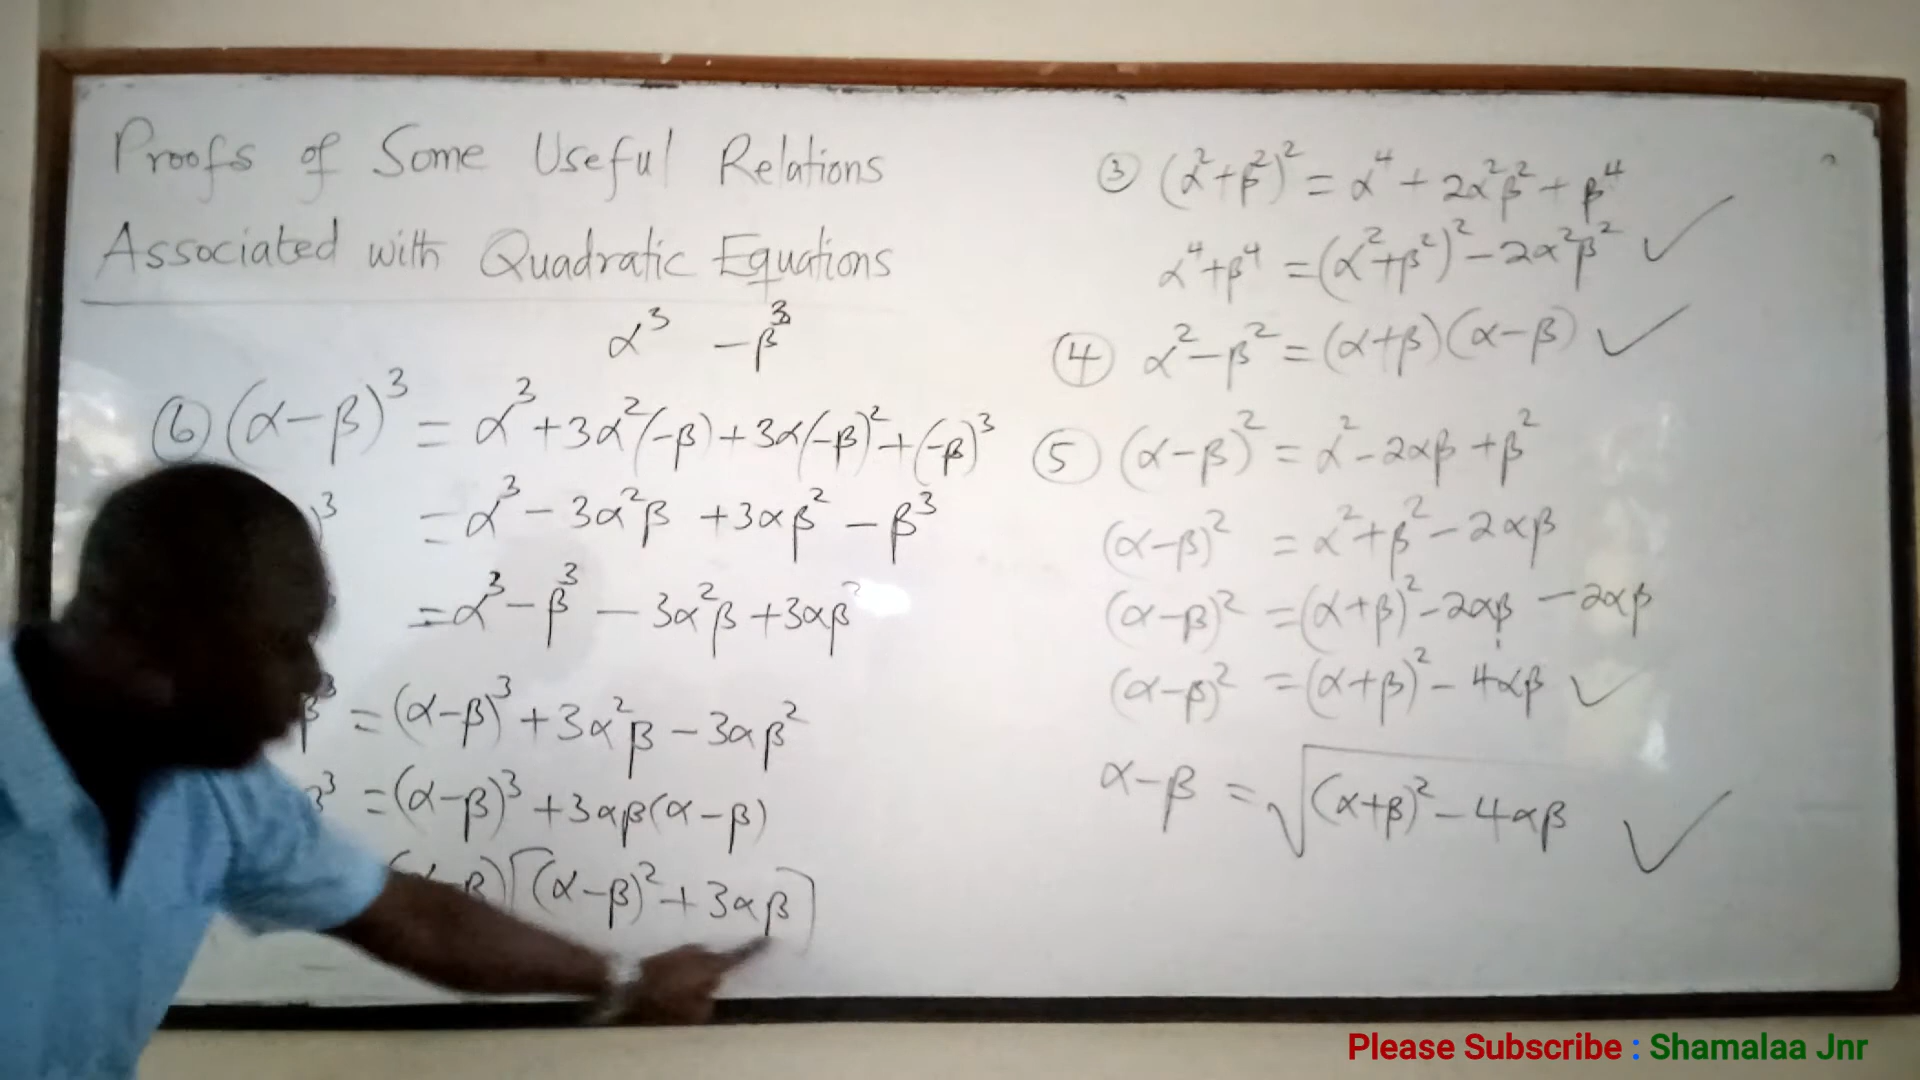 Proofs of Some Useful Relations
Associated with Quadratic Equations
α³ - β³
⑥ (α-β)³ = α³ + 3α²(-β) + 3α(-β)² + (-β)³
)³ = α³ - 3α²β + 3αβ² - β³
= α³ - β³ - 3α²β + 3αβ²
β³ = (α-β)³ + 3α²β - 3αβ²
³ = (α-β)³ + 3αβ(α-β)
β)[(α-β)² + 3αβ]
③ (α²+β²)² = α⁴ + 2α²β² + β⁴
α⁴+β⁴ = (α²+β²)² - 2α²β² ✓
④ α²-β² = (α+β)(α-β) ✓
⑤ (α-β)² = α² - 2αβ + β²
(α-β)² = α²+β² - 2αβ
(α-β)² = (α+β)² - 2αβ - 2αβ
(α-β)² = (α+β)² - 4αβ ✓
α-β = √(α+β)² - 4αβ ✓
Please Subscribe : Shamalaa Jnr